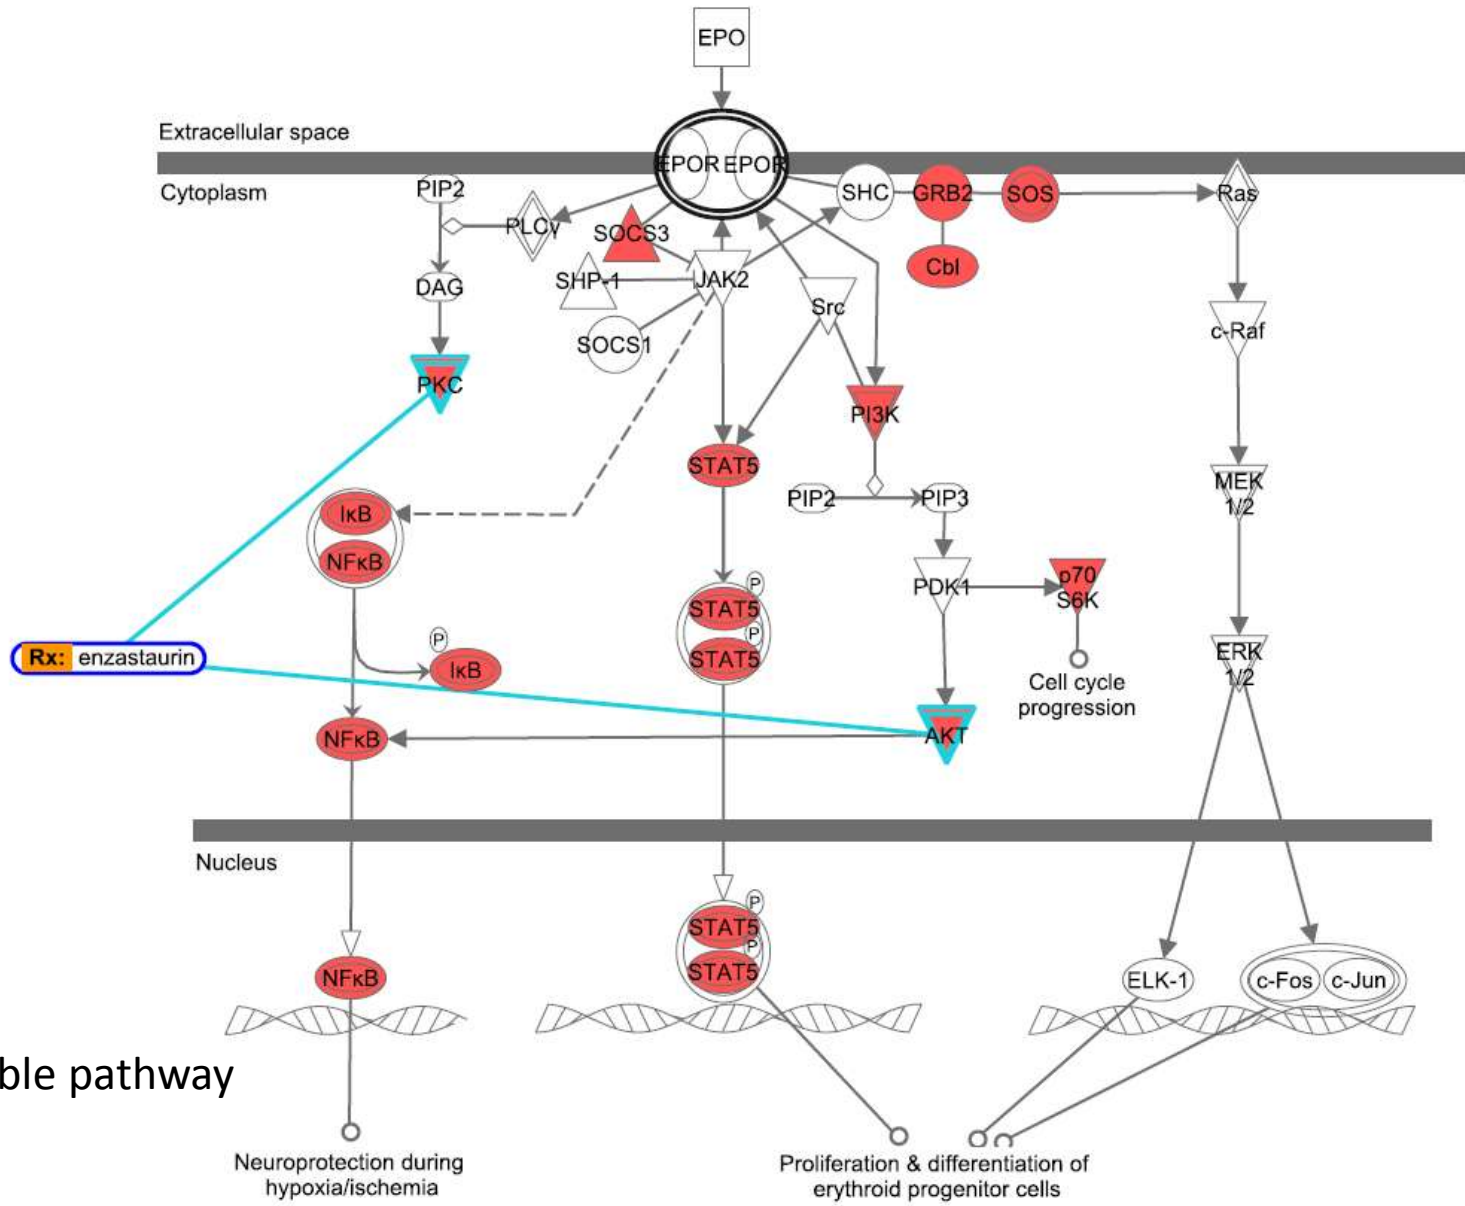 EPO
Extracellular space
EPOR EPOR
Cytoplasm
PIP2
SHC
GRB2
SOS
Ras
PLCγ
SOCS3
Cbl
SHP-1
JAK2
DAG
Src
c-Raf
SOCS1
PKC
PI3K
STAT5
MEK
1/2
PIP2
PIP3
IκB
NFκB
P
STAT5
P
STAT5
PDK1
p70
S6K
P
IκB
Rx: enzastaurin
ERK
1/2
Cell cycle
progression
NFκB
AKT
Nucleus
P
STAT5
P
STAT5
NFκB
ELK-1
c-Fos
c-Jun
ble pathway
Neuroprotection during
hypoxia/ischemia
Proliferation & differentiation of
erythroid progenitor cells